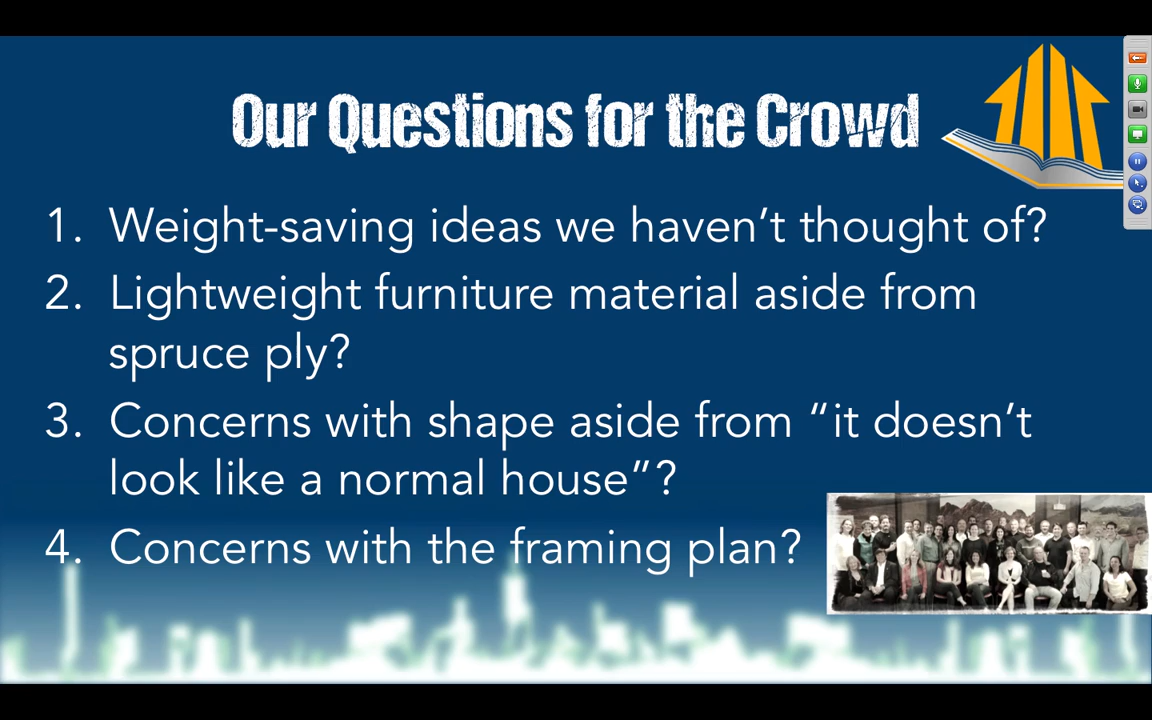 Our Questions for the Crowd
1. Weight-saving ideas we haven’t thought of?
2. Lightweight furniture material aside from
spruce ply?
3. Concerns with shape aside from “it doesn’t
look like a normal house”?
4. Concerns with the framing plan?